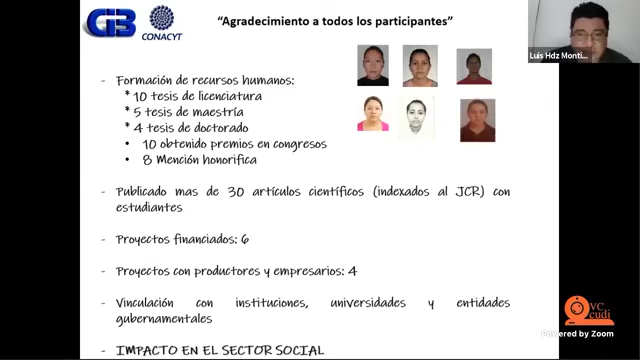 CiB
CONACYT
“Agradecimiento a todos los participantes”
Luis Hdz Monti...
- Formación de recursos humanos:
* 10 tesis de licenciatura
* 5 tesis de maestría
* 4 tesis de doctorado
• 10 obtenido premios en congresos
• 8 Mención honorifica
- Publicado mas de 30 artículos científicos (indexados al JCR) con
estudiantes
- Proyectos financiados: 6
- Proyectos con productores y empresarios: 4
- Vinculación con instituciones, universidades y entidades
gubernamentales
- IMPACTO EN EL SECTOR SOCIAL
VC
cudi
Powered by Zoom